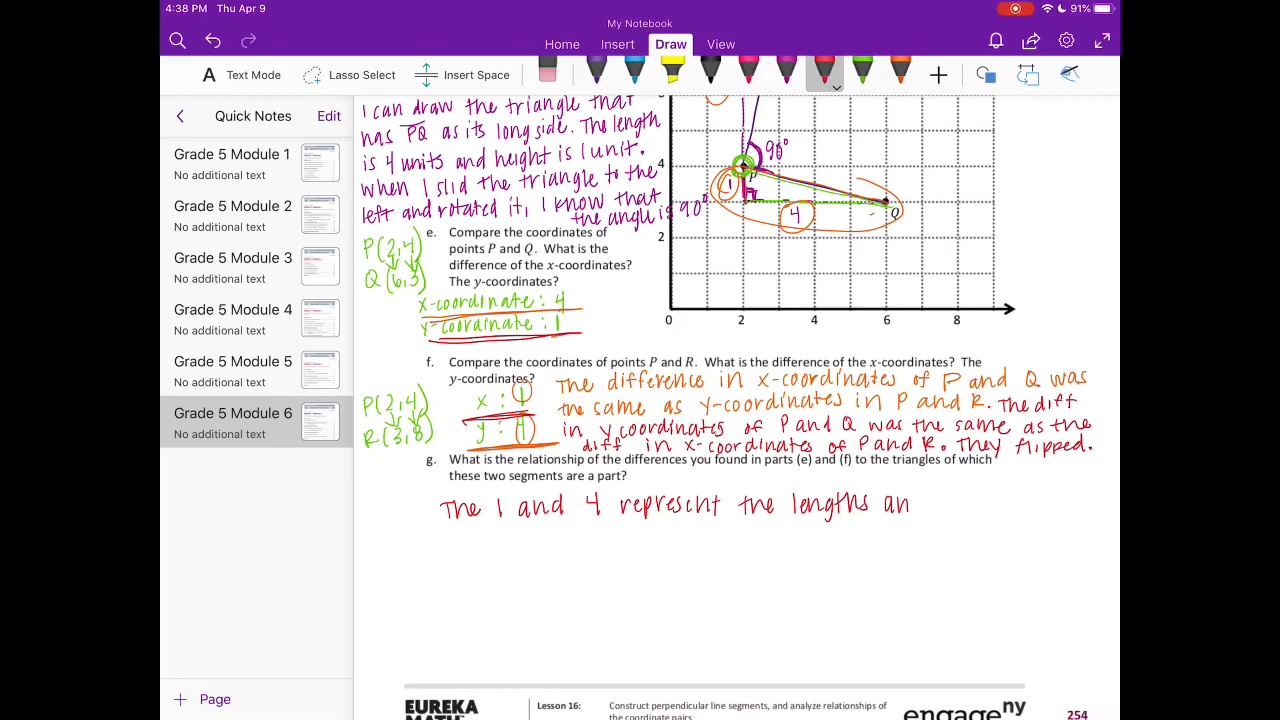 4:38 PM Thu Apr 9
91%
My Notebook
Home Insert Draw View
Text Mode Lasso Select Insert Space
Quick Notes Edit
Grade 5 Module 1
No additional text
Grade 5 Module 2
No additional text
Grade 5 Module 3
No additional text
Grade 5 Module 4
No additional text
Grade 5 Module 5
No additional text
Grade 5 Module 6
No additional text
Page
I can draw the triangle that
has PQ as its long side. The length
is 4 units and height is 1 unit.
when I slid the triangle to the
left and rotate it, I know that
the angle is 90°
90°
4
1
4
Q
2
0 2 4 6 8
e. Compare the coordinates of
points P and Q. What is the
difference of the x-coordinates?
The y-coordinates?
P(2,4)
Q(6,3)
x-coordinate: 4
y-coordinate: 1
f. Compare the coordinates of points P and R. What is the difference of the x-coordinates? The
y-coordinates?
P(2,4)
R(3,8)
x: 1
y: 4
The difference in x-coordinates of P and Q was
the same as y-coordinates in P and R. The diff
in y coordinates of P and Q was the same as the
diff in x-coordinates of P and R. They flipped.
g. What is the relationship of the differences you found in parts (e) and (f) to the triangles of which
these two segments are a part?
The 1 and 4 represent the lengths an
EUREKA
MATH
Lesson 16: Construct perpendicular line segments, and analyze relationships of
the coordinate pairs.
engage ny
254